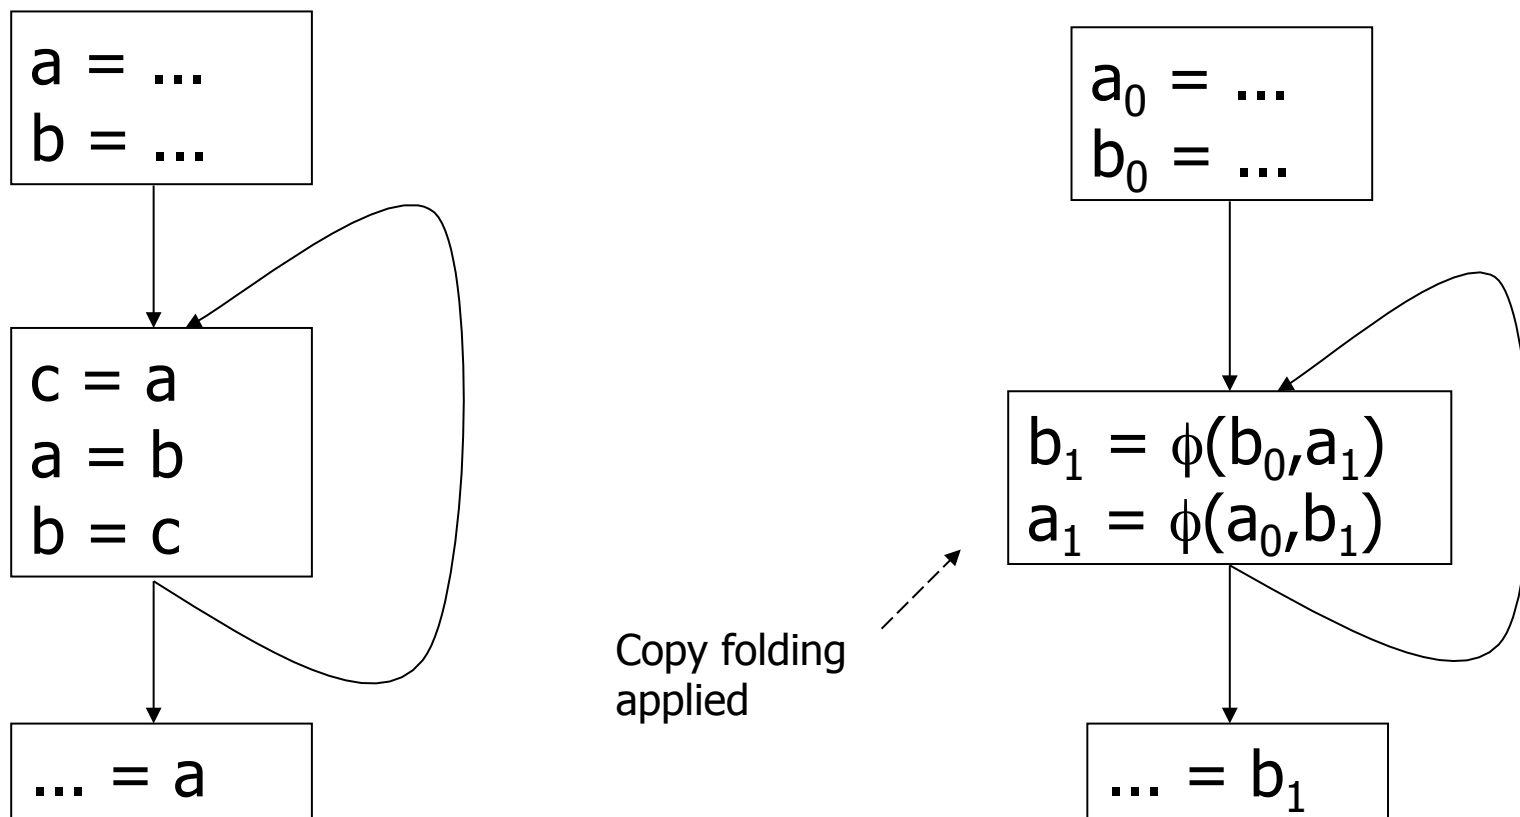 a = ...
b = ...
c = a
a = b
b = c
... = a
Copy folding
applied
a₀ = ...
b₀ = ...
b₁ = ϕ(b₀,a₁)
a₁ = ϕ(a₀,b₁)
... = b₁